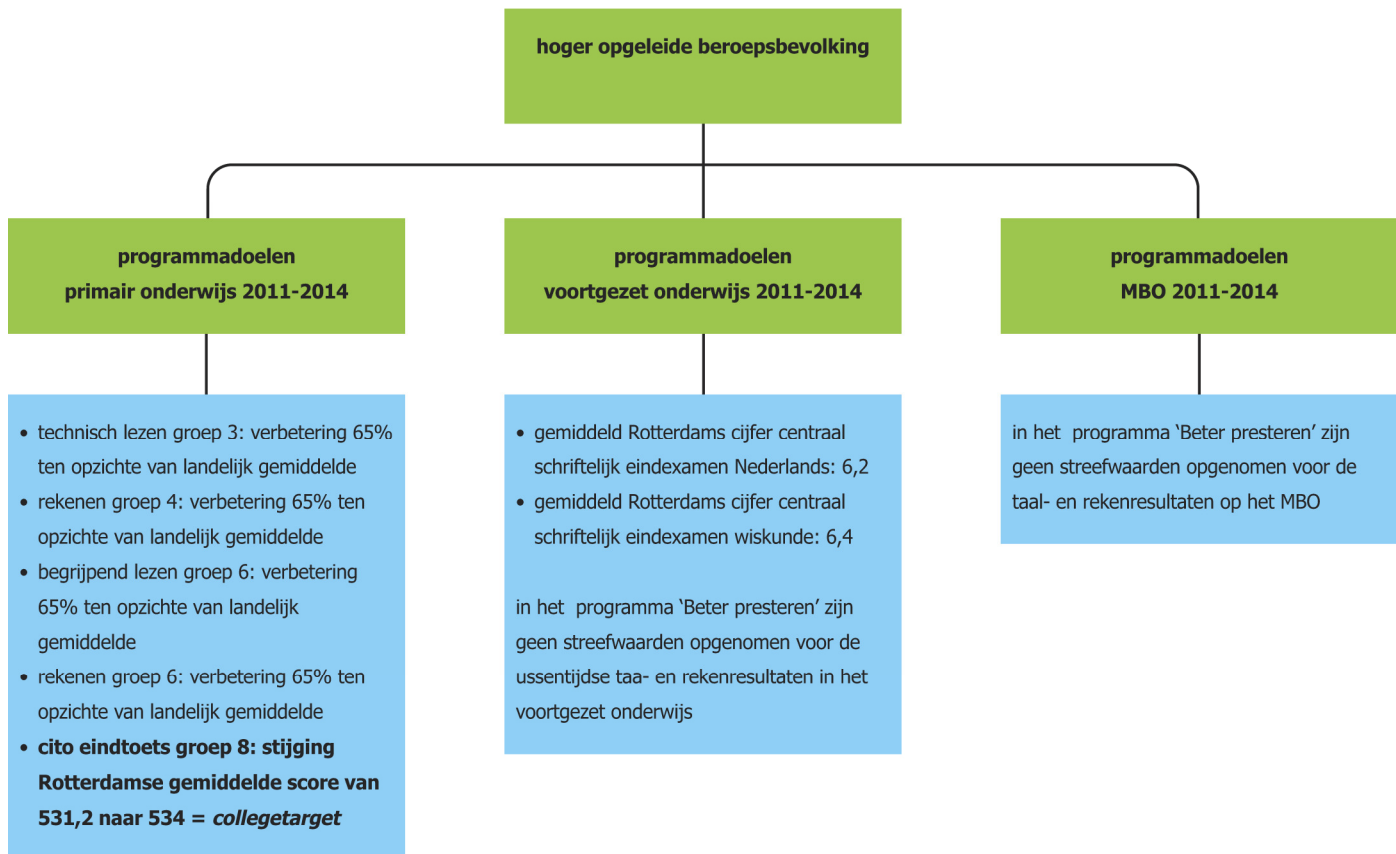 hoger opgeleide beroepsbevolking
programmadoelen
primair onderwijs 2011-2014
programmadoelen
voortgezet onderwijs 2011-2014
programmadoelen
MBO 2011-2014
• technisch lezen groep 3: verbetering 65%
ten opzichte van landelijk gemiddelde
• rekenen groep 4: verbetering 65% ten
opzichte van landelijk gemiddelde
• begrijpend lezen groep 6: verbetering
65% ten opzichte van landelijk
gemiddelde
• rekenen groep 6: verbetering 65% ten
opzichte van landelijk gemiddelde
• cito eindtoets groep 8: stijging
Rotterdamse gemiddelde score van
531,2 naar 534 = collegetarget
• gemiddeld Rotterdams cijfer centraal
schriftelijk eindexamen Nederlands: 6,2
• gemiddeld Rotterdams cijfer centraal
schriftelijk eindexamen wiskunde: 6,4
in het programma ‘Beter presteren’ zijn
geen streefwaarden opgenomen voor de
ussentijdse taa- en rekenresultaten in het
voortgezet onderwijs
in het programma ‘Beter presteren’ zijn
geen streefwaarden opgenomen voor de
taal- en rekenresultaten op het MBO